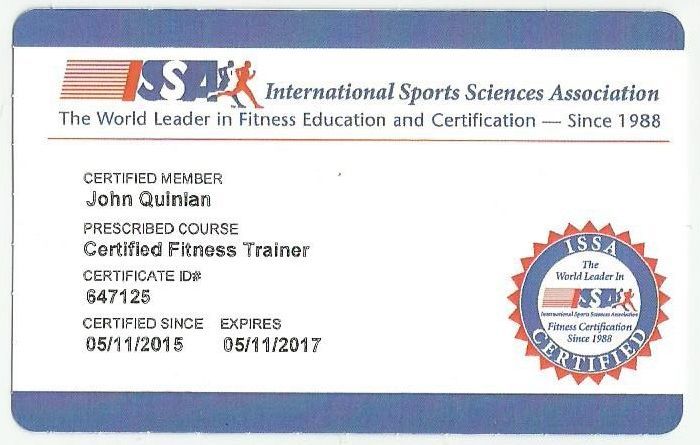 ISSA International Sports Sciences Association
The World Leader in Fitness Education and Certification — Since 1988
CERTIFIED MEMBER
John Quinlan
PRESCRIBED COURSE
Certified Fitness Trainer
CERTIFICATE ID#
647125
CERTIFIED SINCE EXPIRES
05/11/2015 05/11/2017
ISSA
The
World Leader In
ISSA
International Sports Sciences Association
Fitness Certification
Since 1988
CERTIFIED